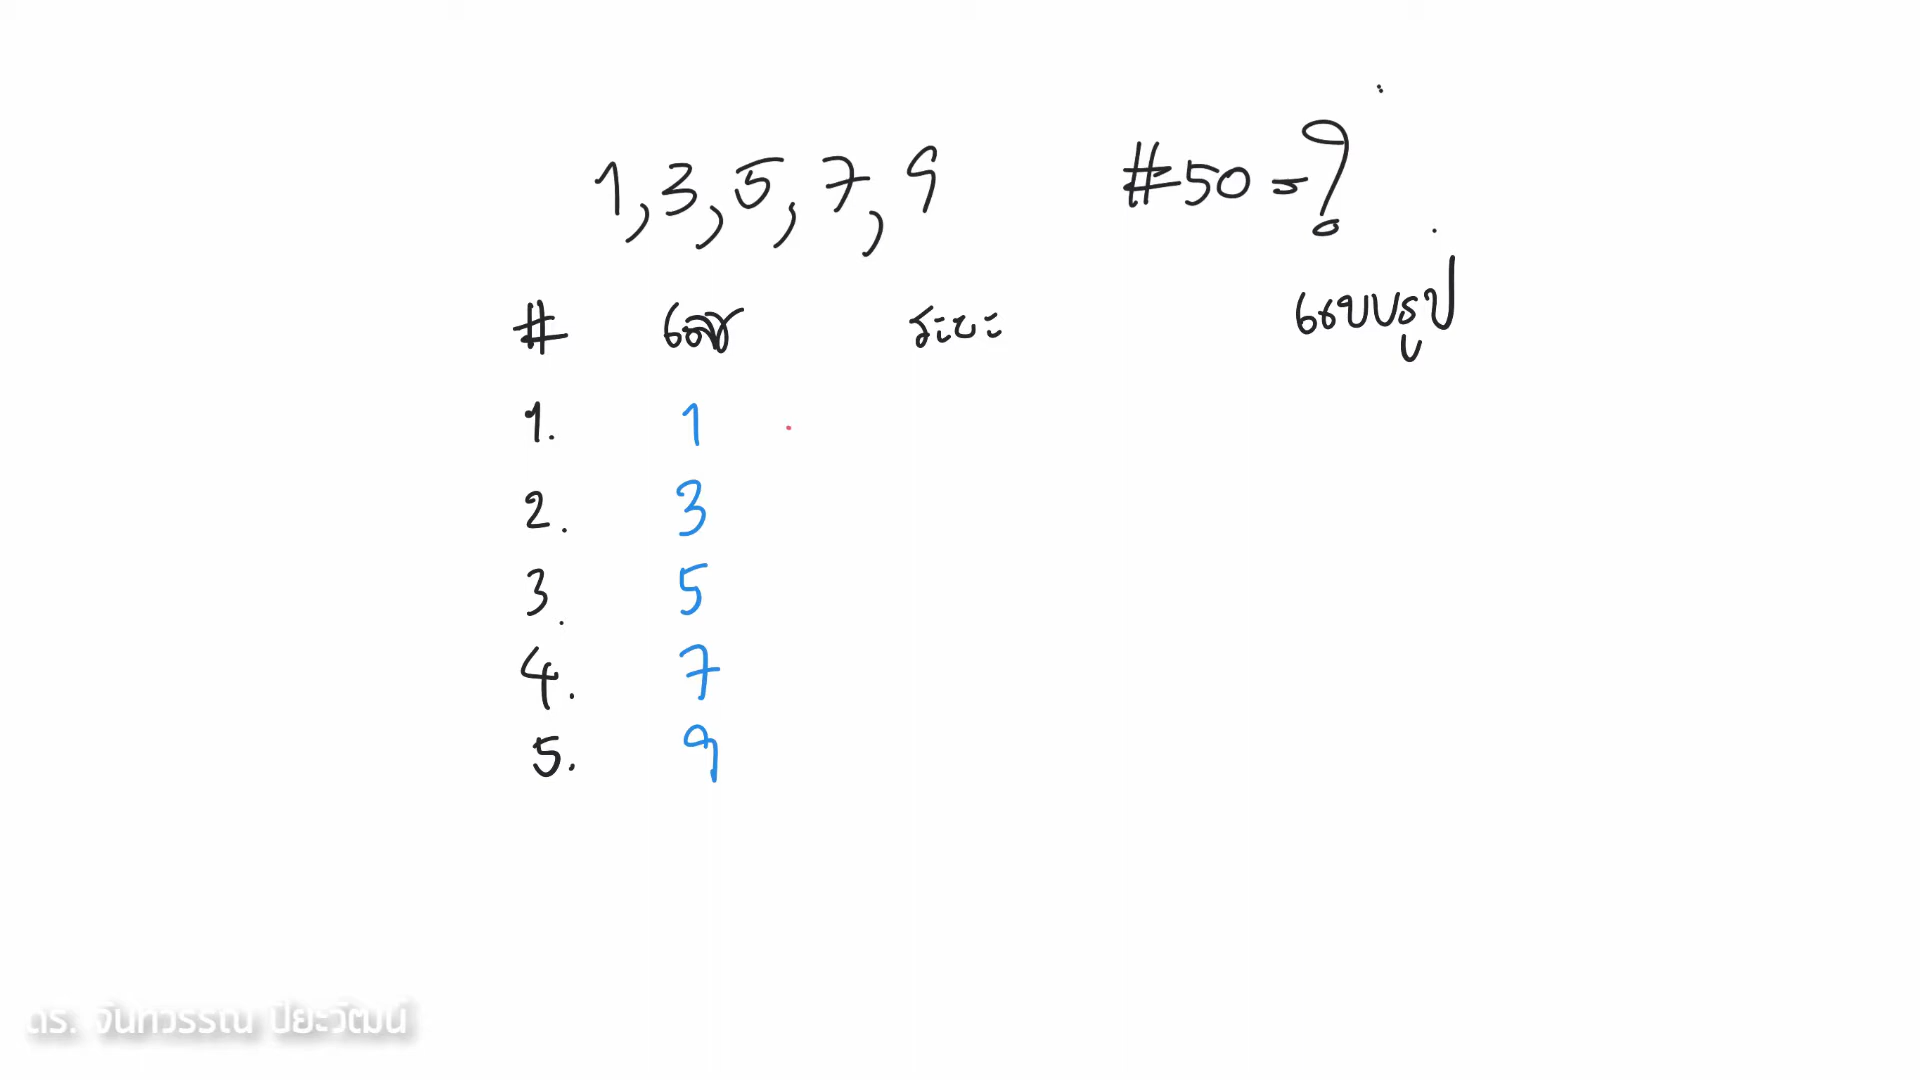 1, 3, 5, 7, 9 #50 = ?
# เลข ระยะ แบบรูป
1. 1
2. 3
3. 5
4. 7
5. 9
ดร. จันทวรรณ ปิยะวัฒน์